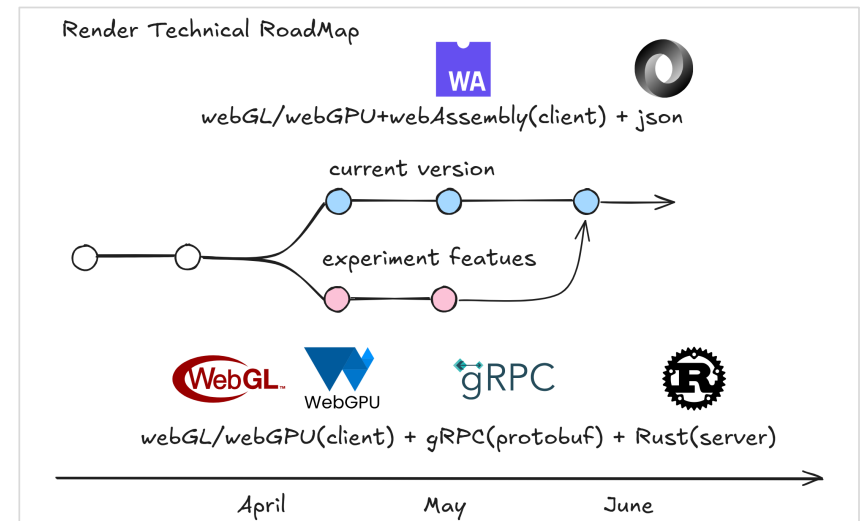 Render Technical RoadMap
WA
webGL/webGPU+webAssembly(client) + json
current version
experiment featues
WebGL™
WebGPU
gRPC
R
webGL/webGPU(client) + gRPC(protobuf) + Rust(server)
April
May
June